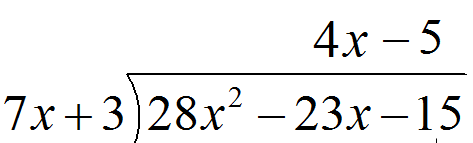 4x − 5
7x + 3)28x² − 23x − 15